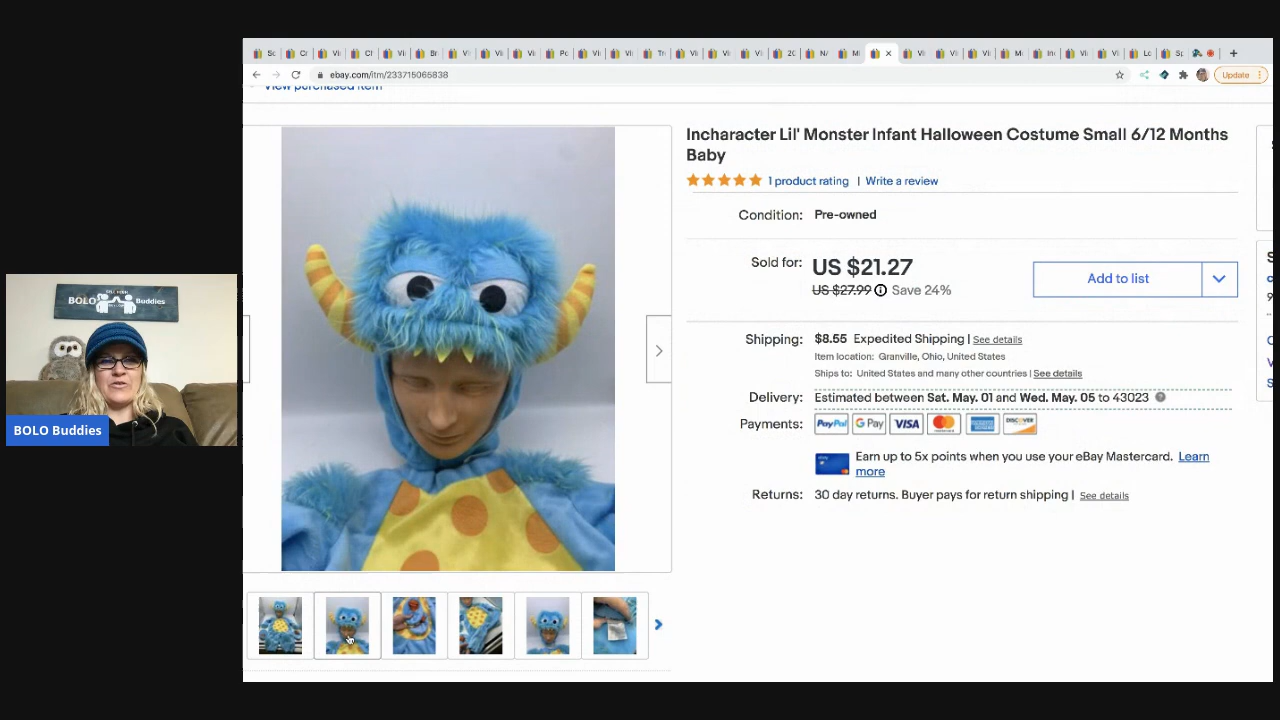 ebay.com/itm/233715065838
Update
View purchased item
Incharacter Lil' Monster Infant Halloween Costume Small 6/12 Months
Baby
1 product rating | Write a review
Condition: Pre-owned
Sold for: US $21.27
US $27.99 Save 24%
Add to list
Shipping: $8.55 Expedited Shipping | See details
Item location: Granville, Ohio, United States
Ships to: United States and many other countries | See details
Delivery: Estimated between Sat. May. 01 and Wed. May. 05 to 43023
Payments: PayPal G Pay VISA DISCOVER
Earn up to 5x points when you use your eBay Mastercard. Learn
more
Returns: 30 day returns. Buyer pays for return shipping | See details
BOLO Buddies
BOLO Buddies